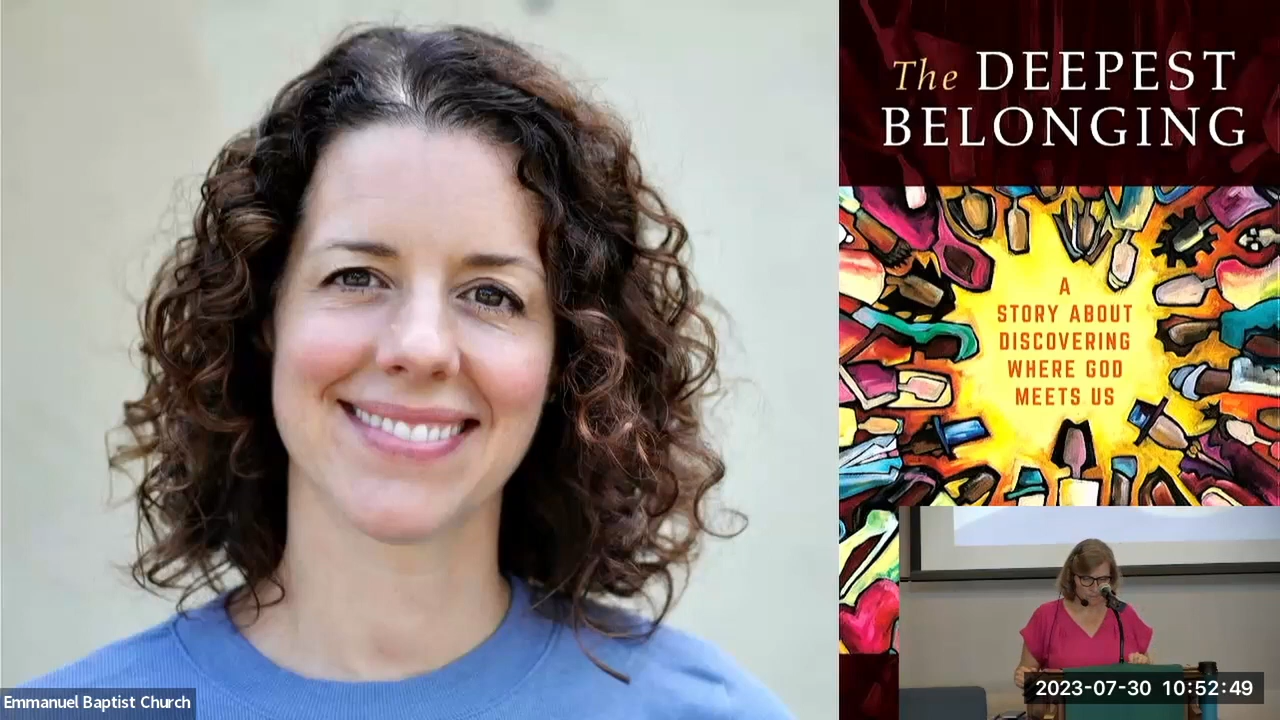 The DEEPEST
BELONGING
A
STORY ABOUT
DISCOVERING
WHERE GOD
MEETS US
Emmanuel Baptist Church
2023-07-30 10:52:49